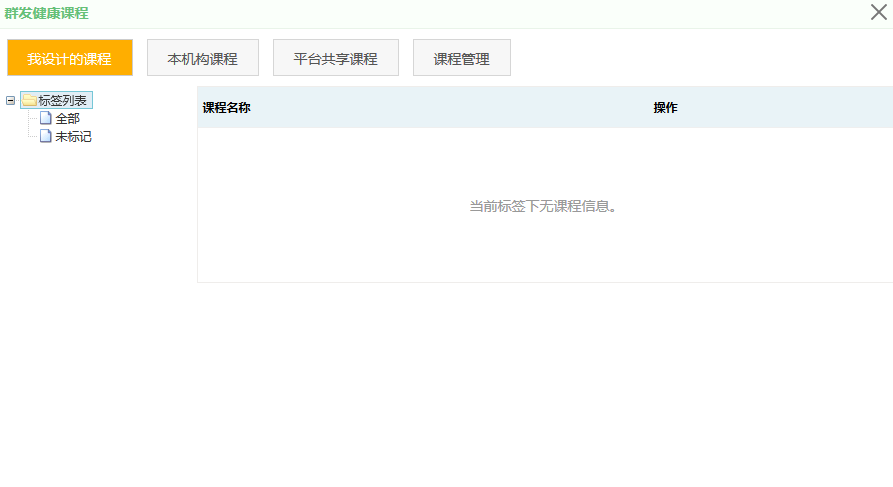 群发健康课程
我设计的课程 本机构课程 平台共享课程 课程管理
标签列表
全部
未标记
课程名称 操作
当前标签下无课程信息。